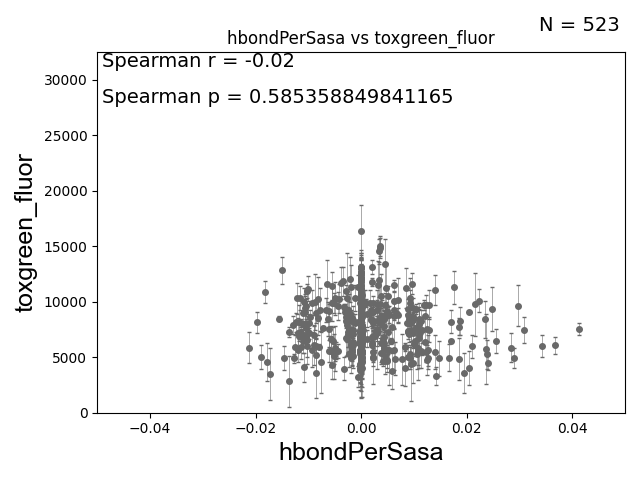 N = 523
hbondPerSasa vs toxgreen_fluor
Spearman r = -0.02
Spearman p = 0.585358849841165
30000
25000
20000
15000
10000
5000
0
toxgreen_fluor
−0.04 −0.02 0.00 0.02 0.04
hbondPerSasa